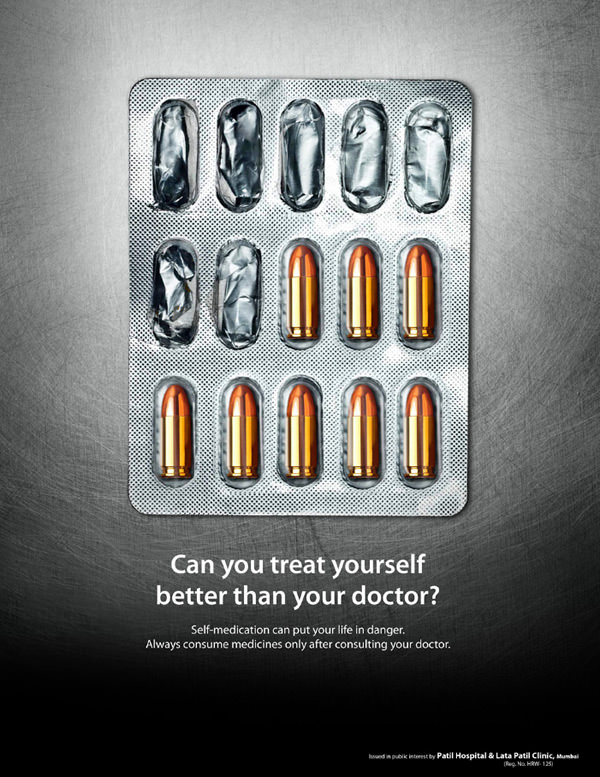 Can you treat yourself
better than your doctor?
Self-medication can put your life in danger.
Always consume medicines only after consulting your doctor.
Issued in public interest by Patil Hospital & Lata Patil Clinic, Mumbai
(Reg. No. HRW- 125)